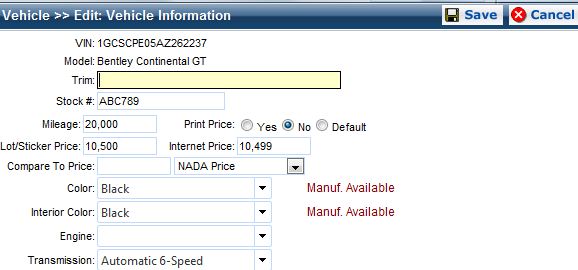 Vehicle >> Edit: Vehicle Information Save Cancel
VIN: 1GCSCPE05AZ262237
Model: Bentley Continental GT
Trim:
Stock #: ABC789
Mileage: 20,000 Print Price: Yes No Default
Lot/Sticker Price: 10,500 Internet Price: 10,499
Compare To Price: NADA Price
Color: Black Manuf. Available
Interior Color: Black Manuf. Available
Engine:
Transmission: Automatic 6-Speed